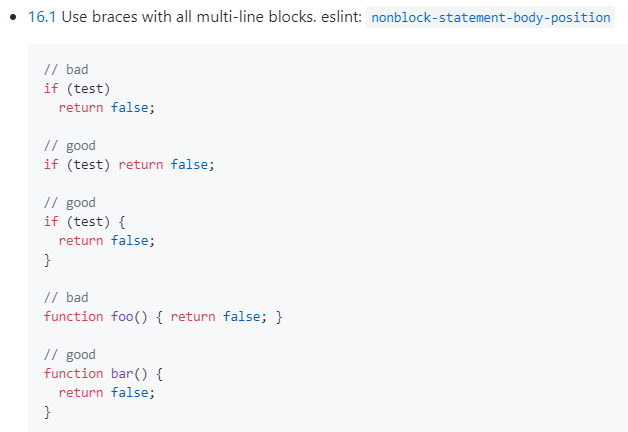 16.1 Use braces with all multi-line blocks. eslint: nonblock-statement-body-position
// bad
if (test)
  return false;
// good
if (test) return false;
// good
if (test) {
  return false;
}
// bad
function foo() { return false; }
// good
function bar() {
  return false;
}